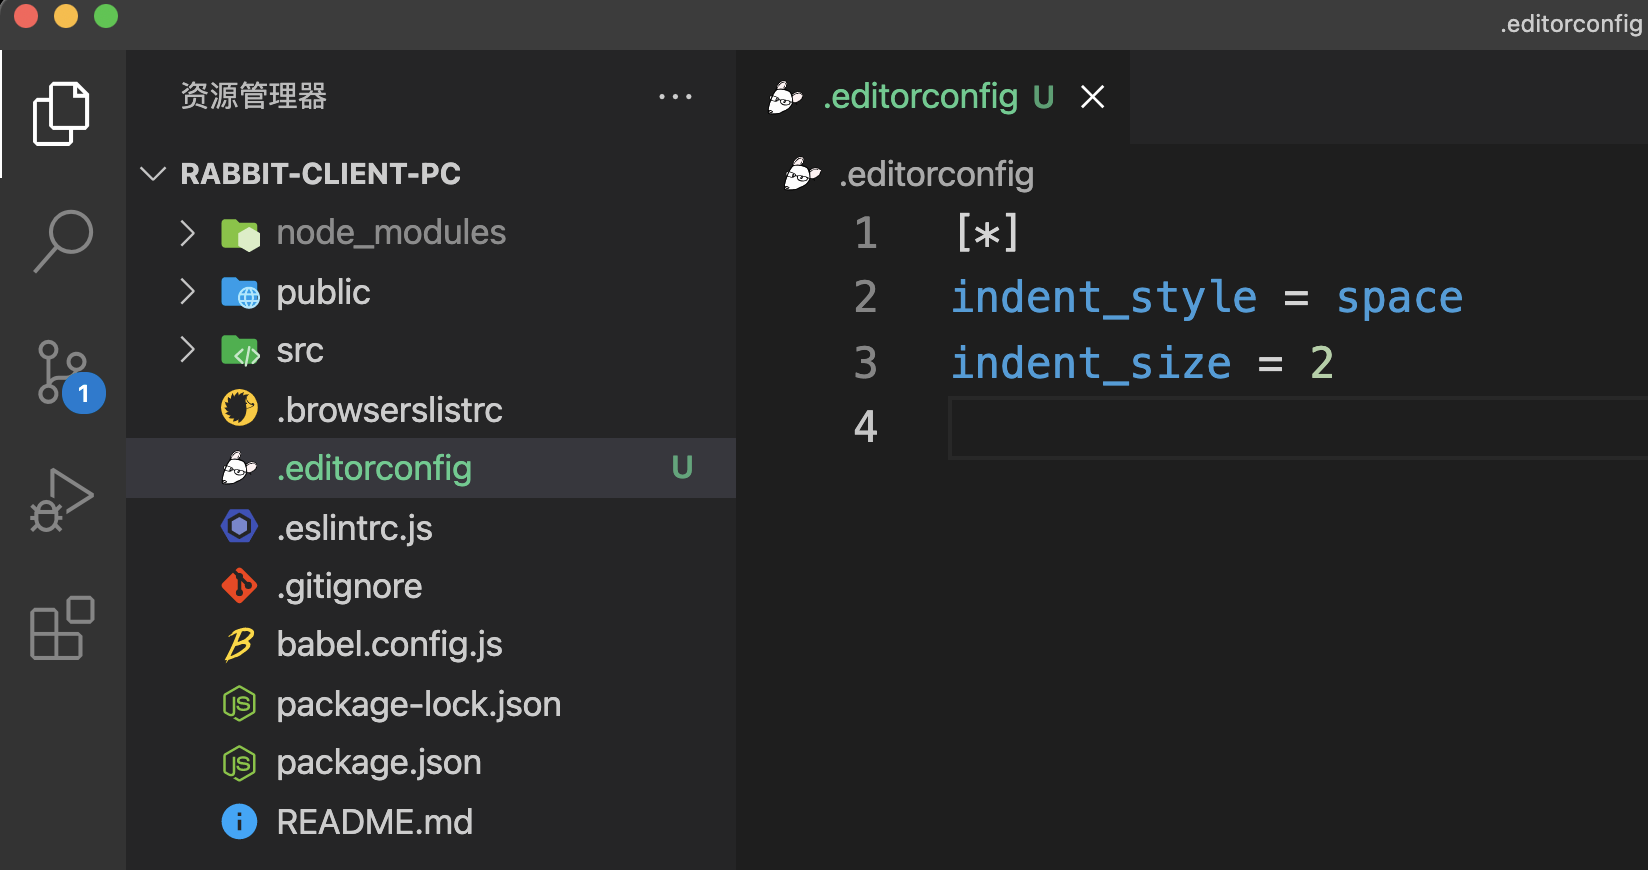 .editorconfig
资源管理器 ···
.editorconfig U
RABBIT-CLIENT-PC
node_modules
public
src
.browserslistrc
.editorconfig U
.eslintrc.js
.gitignore
babel.config.js
package-lock.json
package.json
README.md
1
.editorconfig
1 [*]
2 indent_style = space
3 indent_size = 2
4